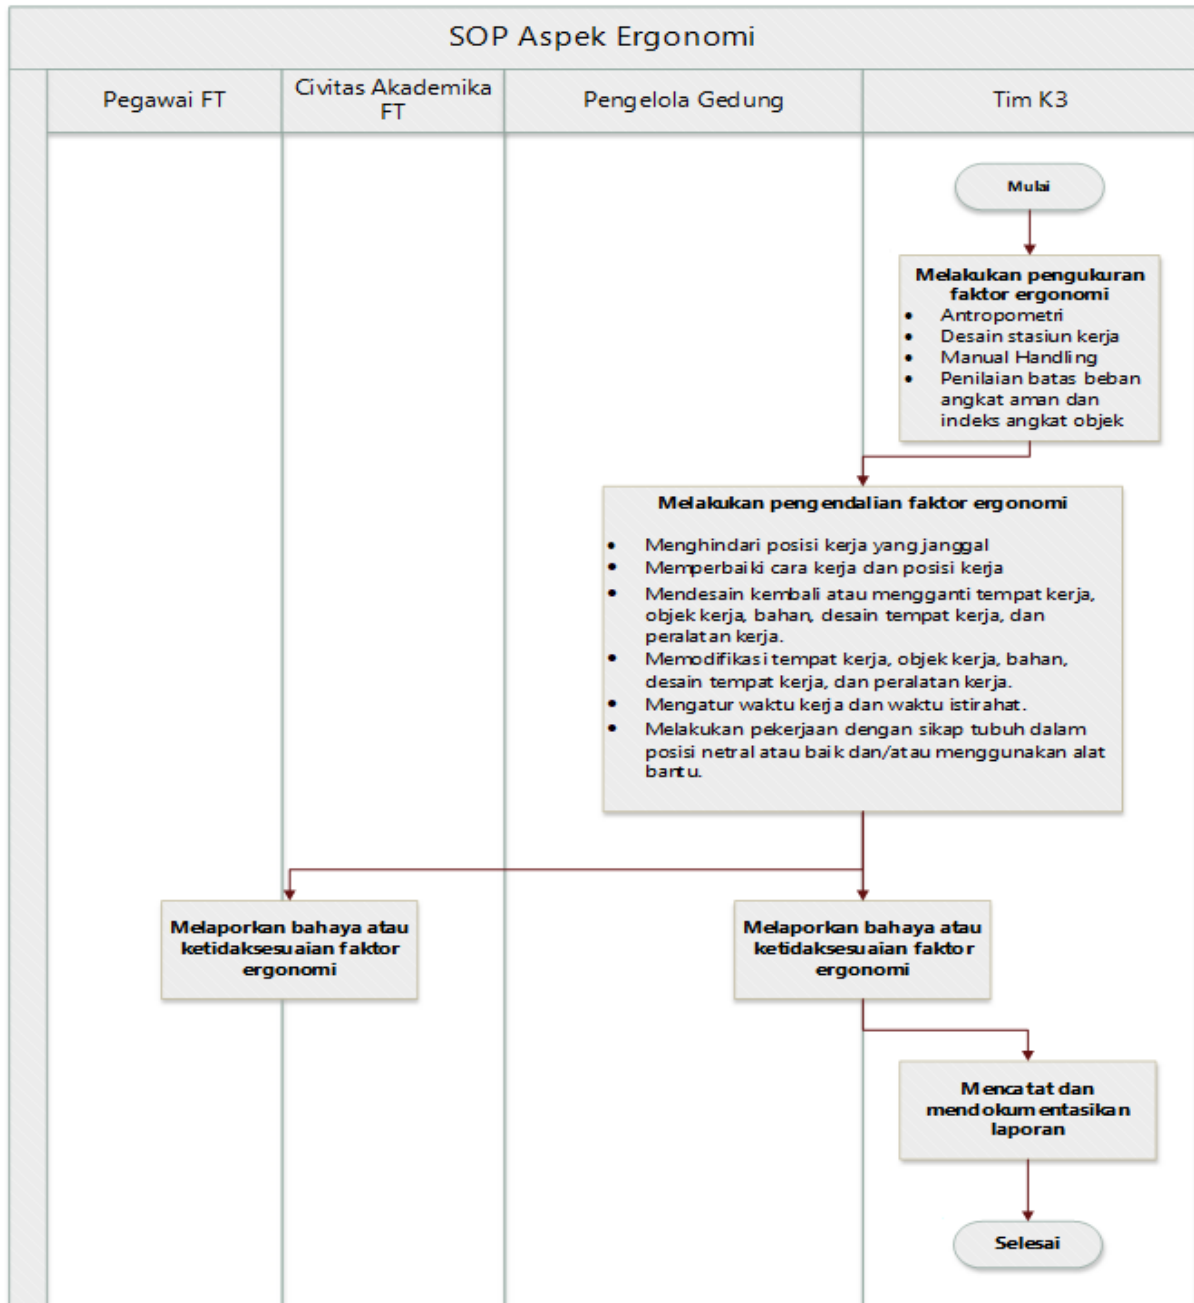 SOP Aspek Ergonomi
Pegawai FT
Civitas Akademika
FT
Pengelola Gedung
Tim K3
Mulai
Melakukan pengukuran
faktor ergonomi
• Antropometri
• Desain stasiun kerja
• Manual Handling
• Penilaian batas beban
angkat aman dan
indeks angkat objek
Melakukan pengendalian faktor ergonomi
• Menghindari posisi kerja yang janggal
• Memperbaiki cara kerja dan posisi kerja
• Mendesain kembali atau mengganti tempat kerja,
objek kerja, bahan, desain tempat kerja, dan
peralatan kerja.
• Memodifikasi tempat kerja, objek kerja, bahan,
desain tempat kerja, dan peralatan kerja.
• Mengatur waktu kerja dan waktu istirahat.
• Melakukan pekerjaan dengan sikap tubuh dalam
posisi netral atau baik dan/atau menggunakan alat
bantu.
Melaporkan bahaya atau
ketidaksesuaian faktor
ergonomi
Melaporkan bahaya atau
ketidaksesuaian faktor
ergonomi
Mencatat dan
mendokumentasikan
laporan
Selesai